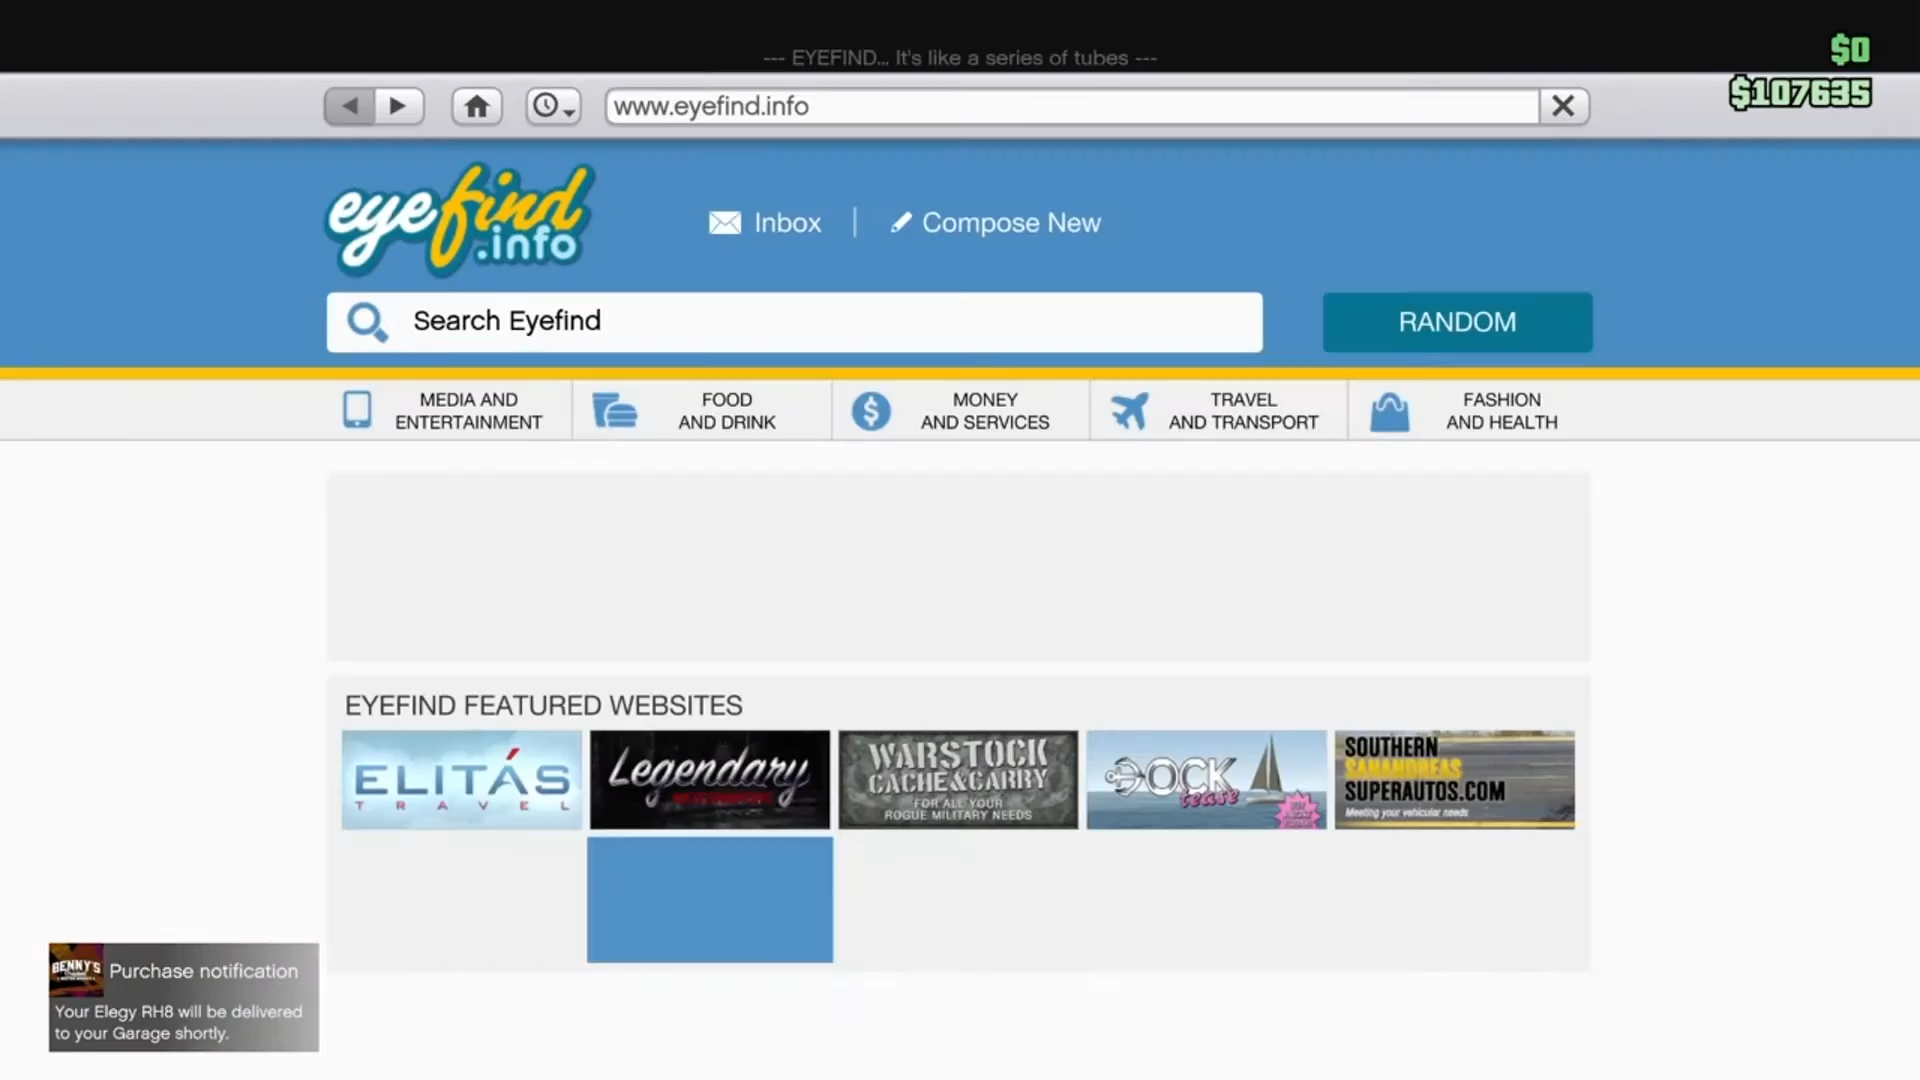 --- EYEFIND... It's like a series of tubes ---
$0
$107635
www.eyefind.info
eyefind
.info
Inbox
Compose New
Search Eyefind
RANDOM
MEDIA AND
ENTERTAINMENT
FOOD
AND DRINK
MONEY
AND SERVICES
TRAVEL
AND TRANSPORT
FASHION
AND HEALTH
EYEFIND FEATURED WEBSITES
ELITÁS
TRAVEL
Legendary
WARSTOCK
CACHE&CARRY
FOR ALL YOUR
ROGUE MILITARY NEEDS
DOCK
tease
SOUTHERN
SANANDREAS
SUPERAUTOS.COM
Meeting your vehicular needs
BENNY'S
Purchase notification
Your Elegy RH8 will be delivered
to your Garage shortly.